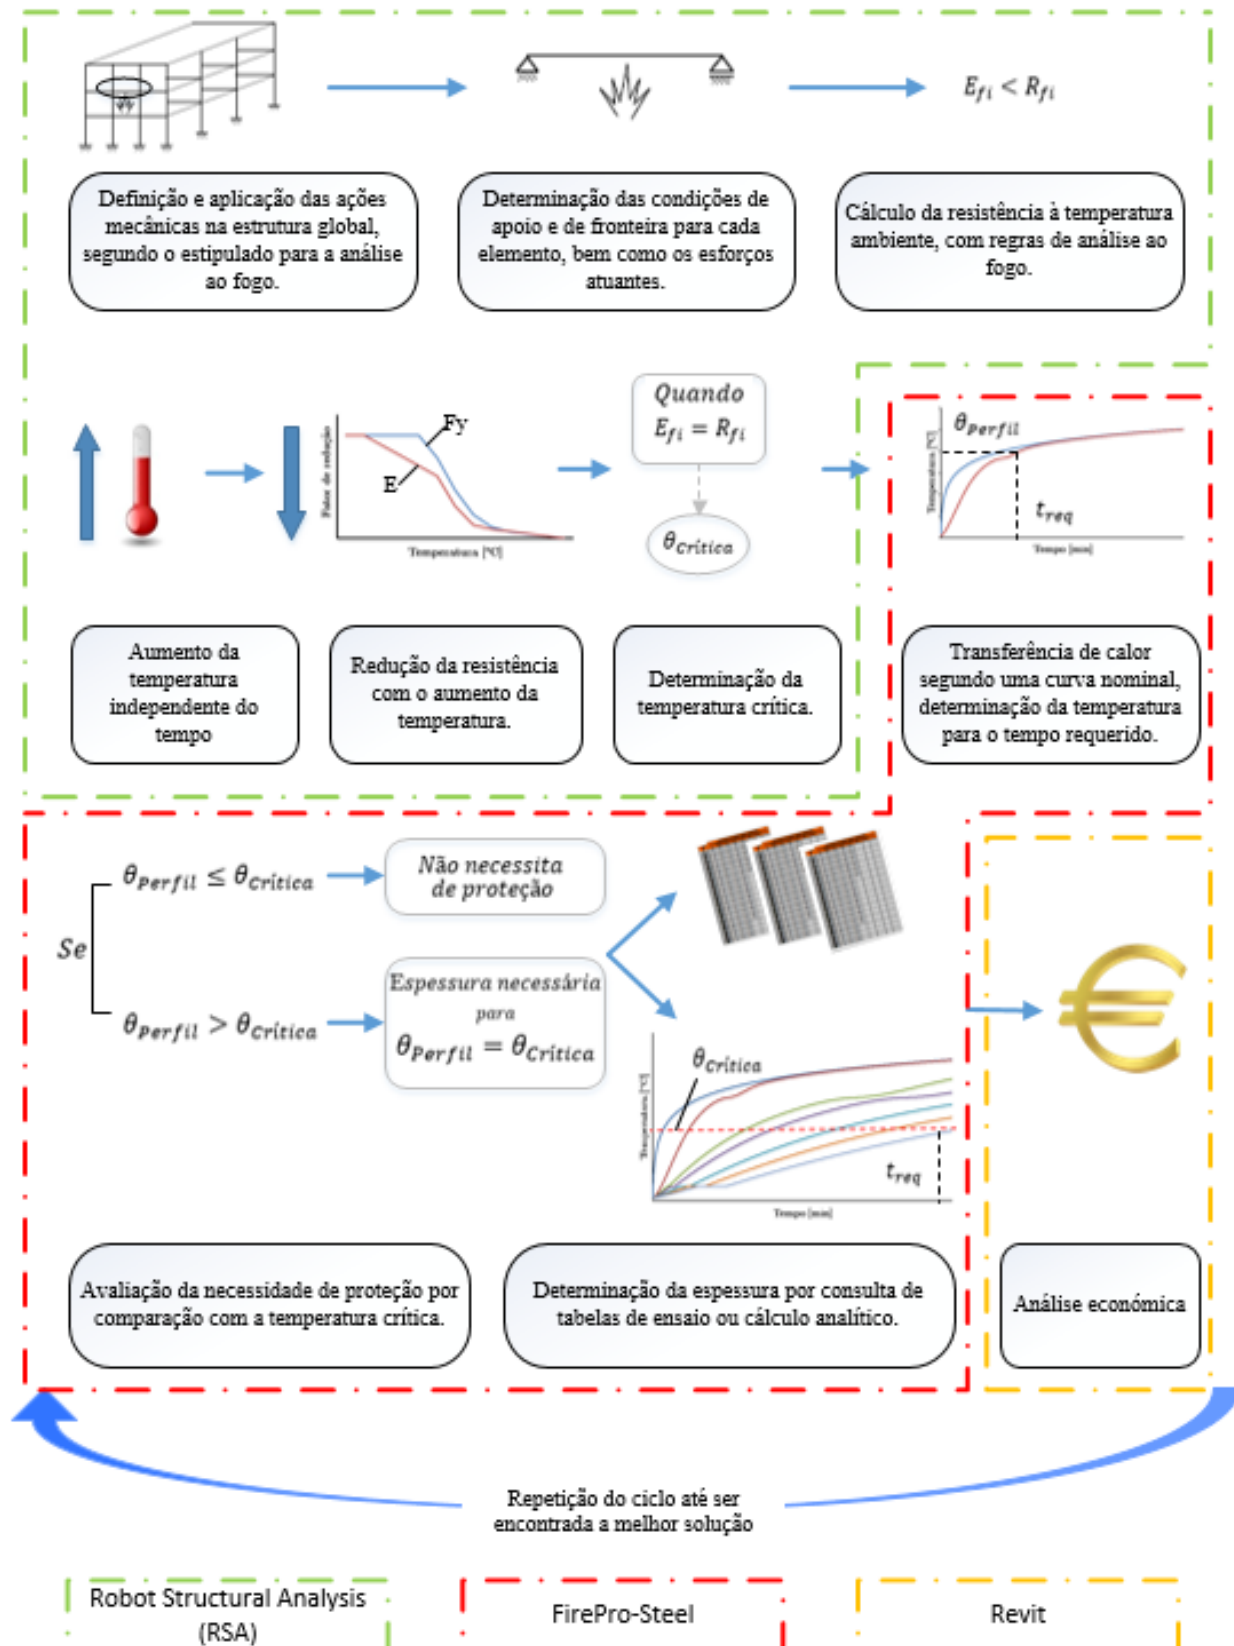 E_fi < R_fi
Definição e aplicação das ações
mecânicas na estrutura global,
segundo o estipulado para a análise
ao fogo.
Determinação das condições de
apoio e de fronteira para cada
elemento, bem como os esforços
atuantes.
Cálculo da resistência à temperatura
ambiente, com regras de análise ao
fogo.
Fator de redução
Fy
E
Temperatura [°C]
Quando
E_fi = R_fi
θ_Crítica
Temperatura [°C]
θ_Perfil
t_req
Tempo [min]
Aumento da
temperatura
independente do
tempo
Redução da resistência
com o aumento da
temperatura.
Determinação da
temperatura crítica.
Transferência de calor
segundo uma curva nominal,
determinação da temperatura
para o tempo requerido.
Se
θ_Perfil ≤ θ_Crítica
Não necessita
de proteção
θ_Perfil > θ_Crítica
Espessura necessária
para
θ_Perfil = θ_Crítica
Temperatura [°C]
θ_Crítica
t_req
Tempo [min]
Avaliação da necessidade de proteção por
comparação com a temperatura crítica.
Determinação da espessura por consulta de
tabelas de ensaio ou cálculo analítico.
Análise económica
Repetição do ciclo até ser
encontrada a melhor solução
Robot Structural Analysis
(RSA)
FirePro-Steel
Revit